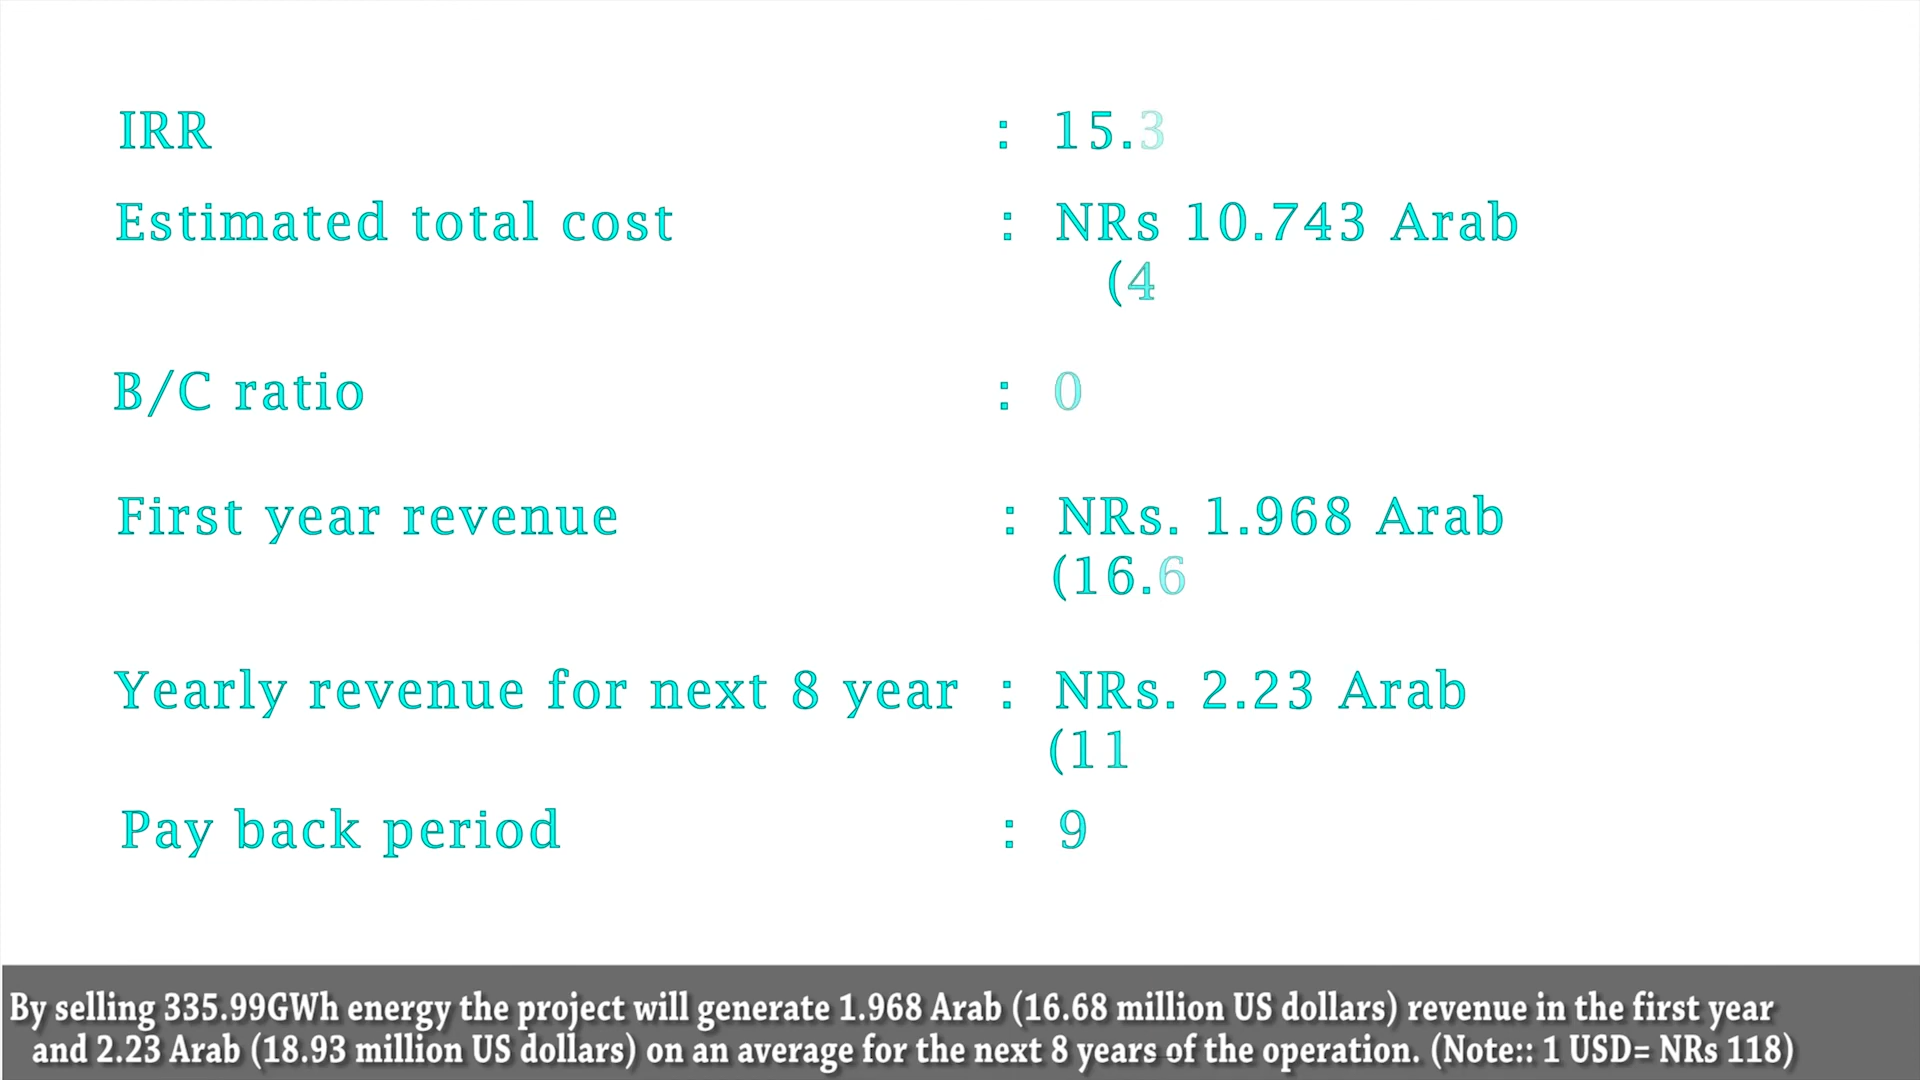 IRR : 15.3
Estimated total cost : NRs 10.743 Arab
(4
B/C ratio : 0
First year revenue : NRs. 1.968 Arab
(16.6
Yearly revenue for next 8 year : NRs. 2.23 Arab
(11
Pay back period : 9
By selling 335.99GWh energy the project will generate 1.968 Arab (16.68 million US dollars) revenue in the first year
and 2.23 Arab (18.93 million US dollars) on an average for the next 8 years of the operation. (Note:: 1 USD= NRs 118)